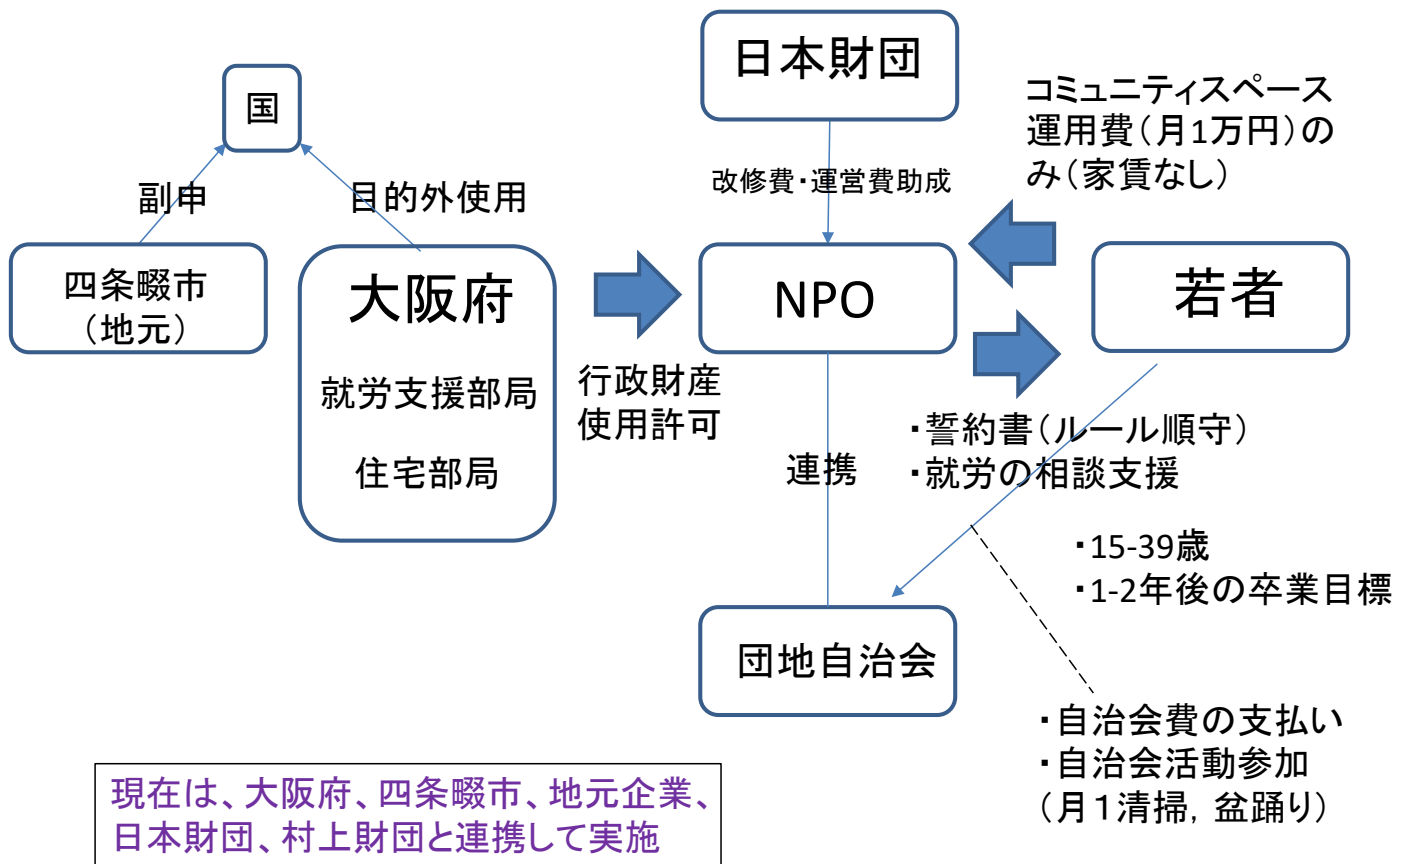 日本財団
国
コミュニティスペース
運用費（月1万円）の
み（家賃なし）
改修費・運営費助成
副申
目的外使用
四条畷市
（地元）
大阪府
就労支援部局
住宅部局
行政財産
使用許可
NPO
若者
・誓約書（ルール順守）
・就労の相談支援
連携
・15-39歳
・1-2年後の卒業目標
団地自治会
・自治会費の支払い
・自治会活動参加
（月１清掃，盆踊り）
現在は、大阪府、四条畷市、地元企業、
日本財団、村上財団と連携して実施